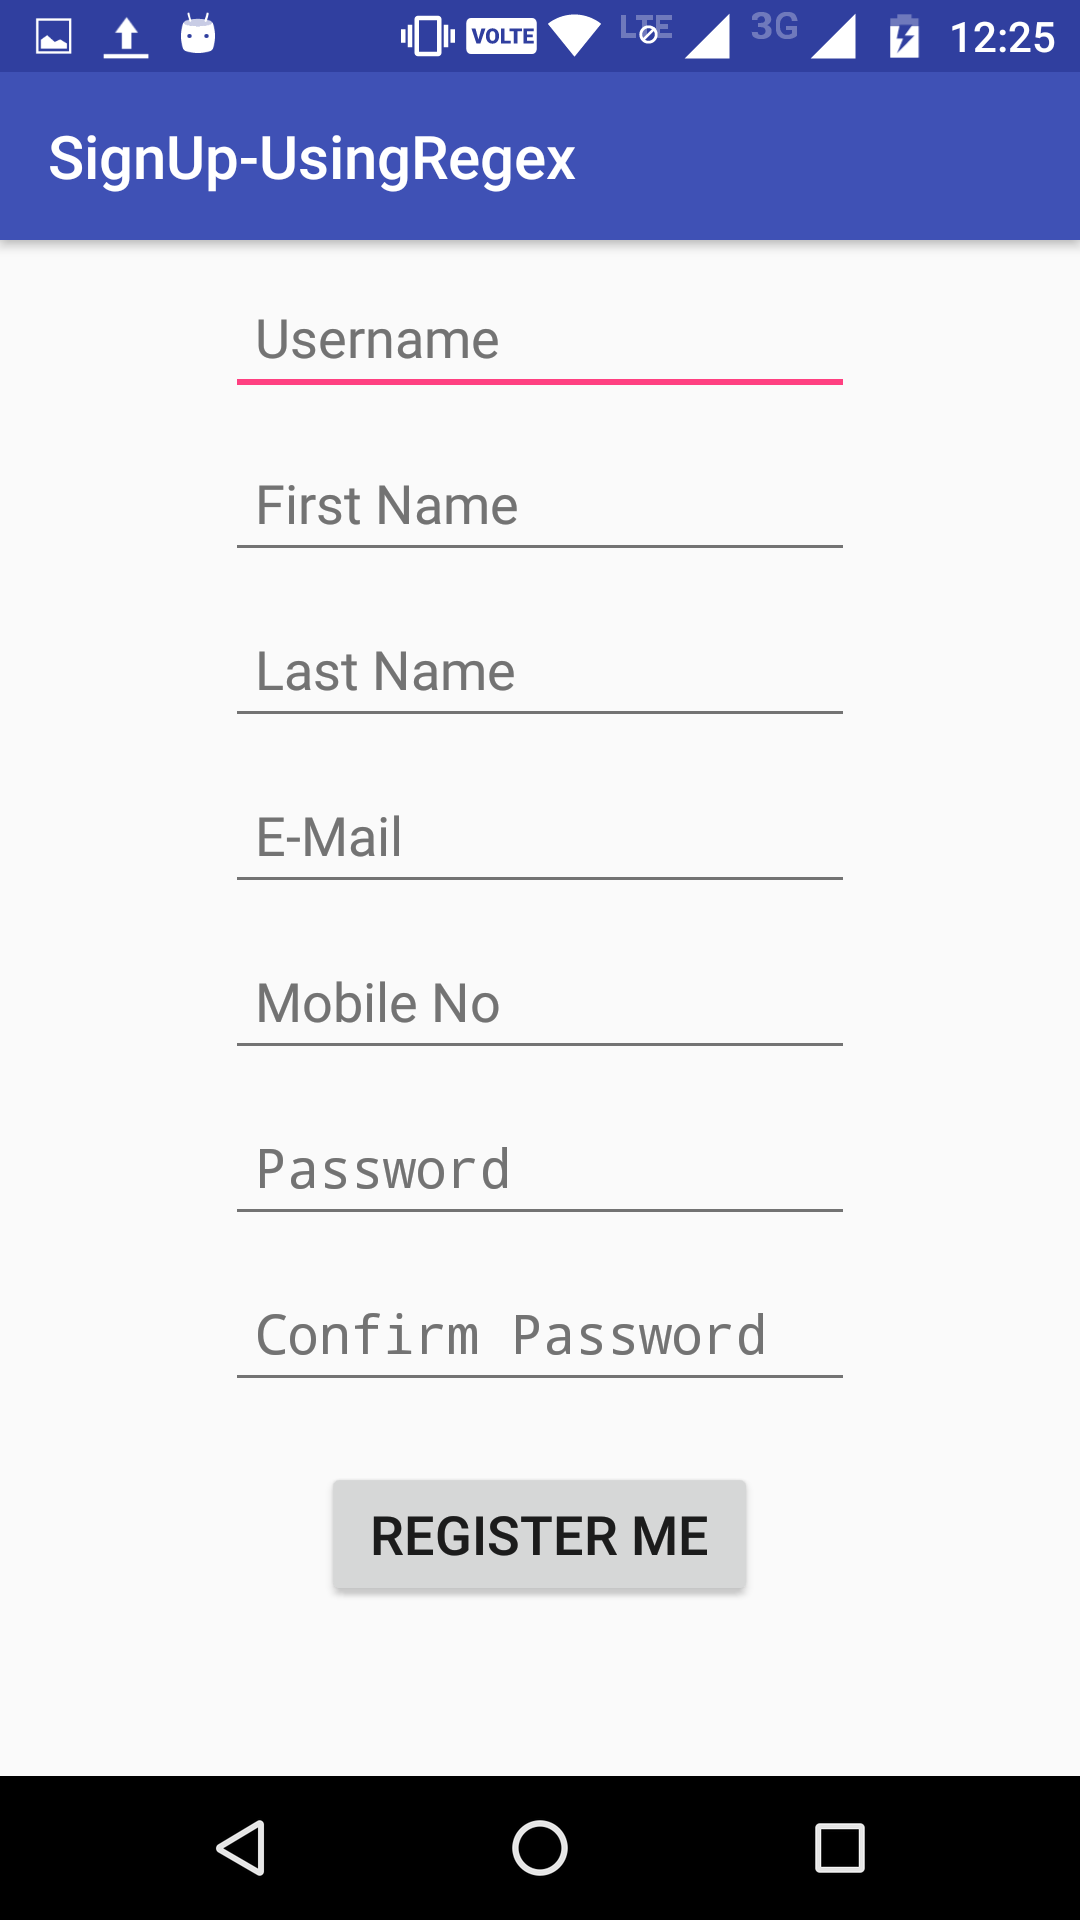 VOLTE LTE 3G 12:25
SignUp-UsingRegex
Username
First Name
Last Name
E-Mail
Mobile No
Password
Confirm Password
REGISTER ME